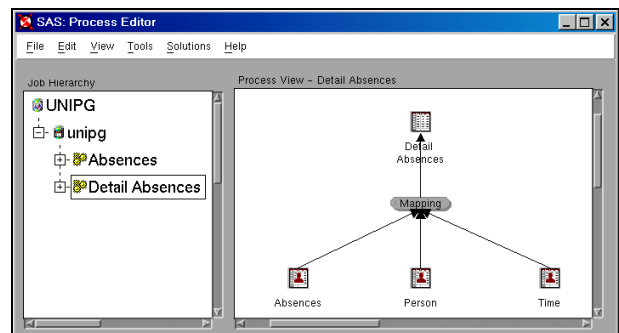 SAS: Process Editor
File Edit View Tools Solutions Help
Job Hierarchy
UNIPG
unipg
Absences
Detail Absences
Process View - Detail Absences
Detail
Absences
Mapping
Absences Person Time